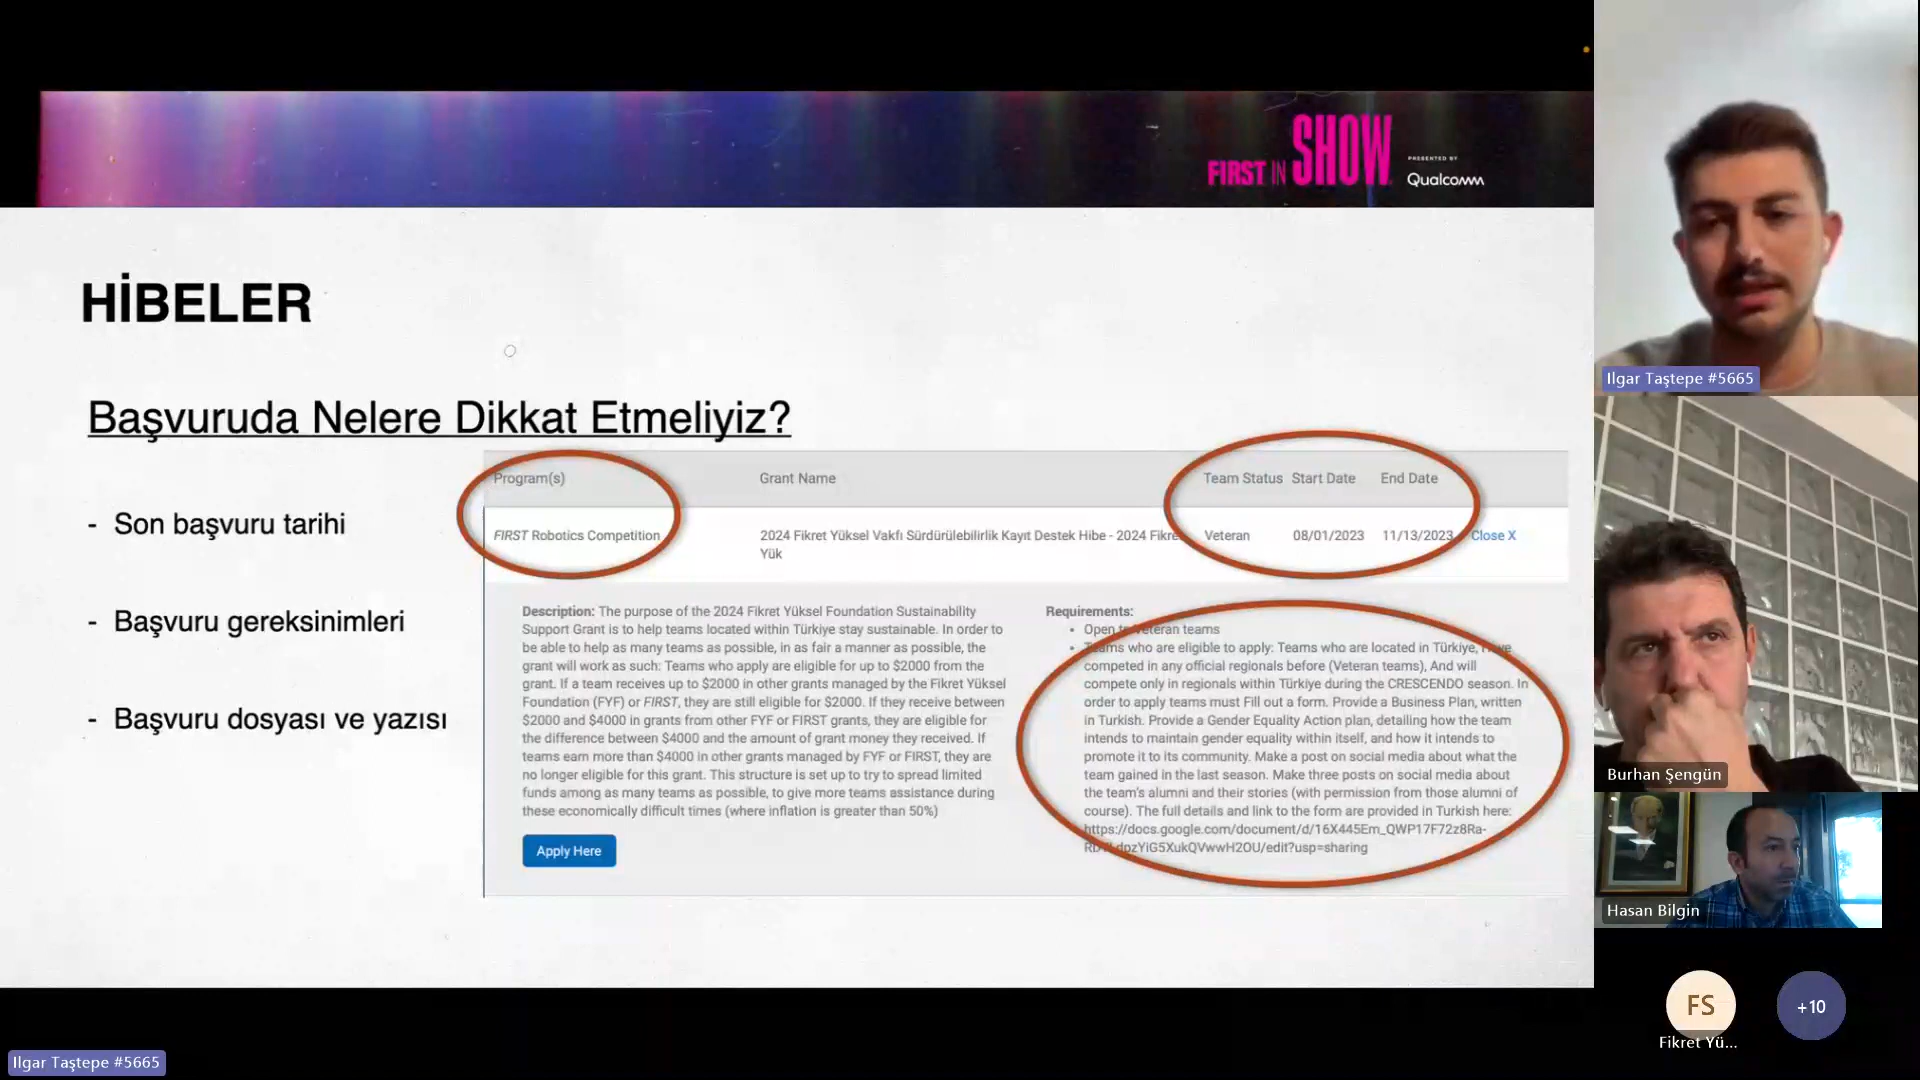 FIRST IN SHOW
PRESENTED BY
Qualcomm
HİBELER
Başvuruda Nelere Dikkat Etmeliyiz?
- Son başvuru tarihi
- Başvuru gereksinimleri
- Başvuru dosyası ve yazısı
Program(s) Grant Name Team Status Start Date End Date
FIRST Robotics Competition 2024 Fikret Yüksel Vakfı Sürdürülebilirlik Kayıt Destek Hibe - 2024 Fikre Veteran 08/01/2023 11/13/2023 Close X
Yük
Description: The purpose of the 2024 Fikret Yüksel Foundation Sustainability
Support Grant is to help teams located within Türkiye stay sustainable. In order to
be able to help as many teams as possible, in as fair a manner as possible, the
grant will work as such: Teams who apply are eligible for up to $2000 from the
grant. If a team receives up to $2000 in other grants managed by the Fikret Yüksel
Foundation (FYF) or FIRST, they are still eligible for $2000. If they receive between
$2000 and $4000 in grants from other FYF or FIRST grants, they are eligible for
the difference between $4000 and the amount of grant money they received. If
teams earn more than $4000 in other grants managed by FYF or FIRST, they are
no longer eligible for this grant. This structure is set up to try to spread limited
funds among as many teams as possible, to give more teams assistance during
these economically difficult times (where inflation is greater than 50%)
Apply Here
Requirements:
• Open to Veteran teams
• Teams who are eligible to apply: Teams who are located in Türkiye, Have
competed in any official regionals before (Veteran teams), And will
compete only in regionals within Türkiye during the CRESCENDO season. In
order to apply teams must Fill out a form. Provide a Business Plan, written
in Turkish. Provide a Gender Equality Action plan, detailing how the team
intends to maintain gender equality within itself, and how it intends to
promote it to its community. Make a post on social media about what the
team gained in the last season. Make three posts on social media about
the team's alumni and their stories (with permission from those alumni of
course). The full details and link to the form are provided in Turkish here:
https://docs.google.com/document/d/16X445Em_QWP17F72z8Ra-
Ilgar Taştepe #5665
Burhan Şengün
Hasan Bilgin
FS
Fikret Yü...
+10
Ilgar Taştepe #5665